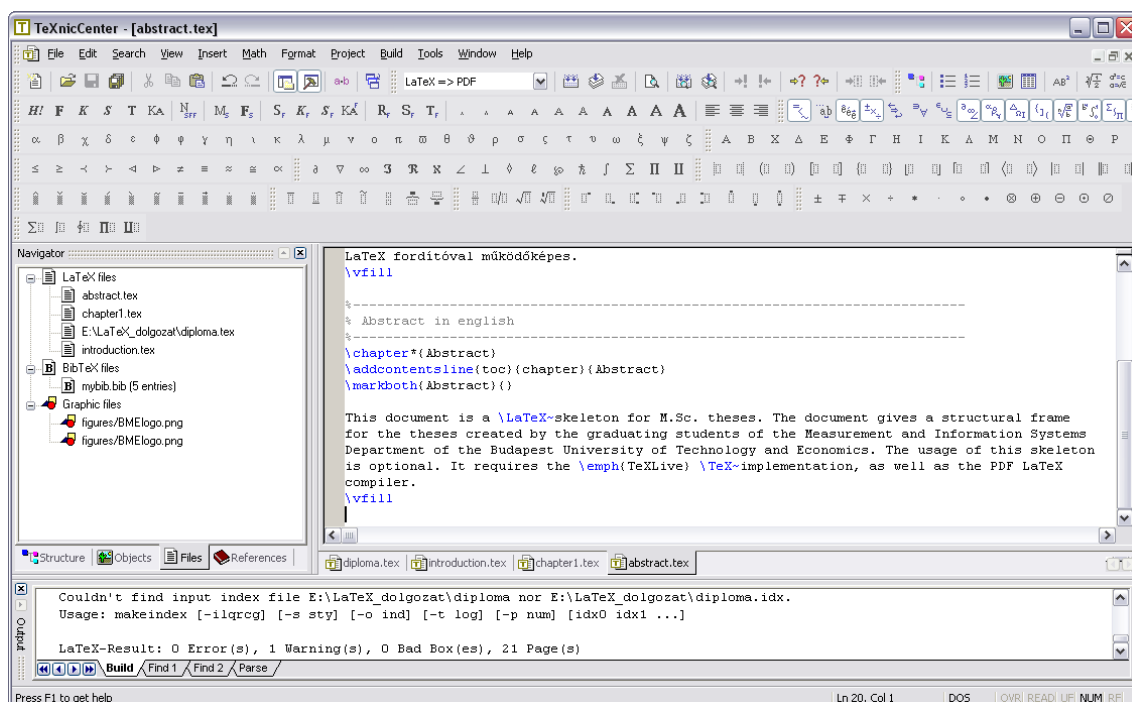 TeXnicCenter - [abstract.tex]
File Edit Search View Insert Math Format Project Build Tools Window Help
LaTeX => PDF
α β χ δ ε ϕ φ γ η ι κ λ μ ν ο π ϖ θ ϑ ρ σ ς τ υ ω ξ ψ ζ Α Β Χ Δ Ε Φ Γ Η Ι Κ Λ Μ Ν Ο Π Θ Ρ
Navigator
LaTeX files
abstract.tex
chapter1.tex
E:\LaTeX_dolgozat\diploma.tex
introduction.tex
BibTeX files
mybib.bib (5 entries)
Graphic files
figures/BMElogo.png
figures/BMElogo.png
Structure Objects Files References
LaTeX fordítóval működőképes.
\vfill
%----------------------------------------------------------------------------
% Abstract in english
%----------------------------------------------------------------------------
\chapter*{Abstract}
\addcontentsline{toc}{chapter}{Abstract}
\markboth{Abstract}{}
This document is a \LaTeX~skeleton for M.Sc. theses. The document gives a structural frame
for the theses created by the graduating students of the Measurement and Information Systems
Department of the Budapest University of Technology and Economics. The usage of this skeleton
is optional. It requires the \emph{TeXLive} \TeX~implementation, as well as the PDF LaTeX
compiler.
\vfill
diploma.tex introduction.tex chapter1.tex abstract.tex
Output
Couldn't find input index file E:\LaTeX_dolgozat\diploma nor E:\LaTeX_dolgozat\diploma.idx.
Usage: makeindex [-ilqrcg] [-s sty] [-o ind] [-t log] [-p num] [idx0 idx1 ...]
LaTeX-Result: 0 Error(s), 1 Warning(s), 0 Bad Box(es), 21 Page(s)
Build Find 1 Find 2 Parse
Press F1 to get help Ln 20, Col 1 DOS OVR READ UF NUM RF